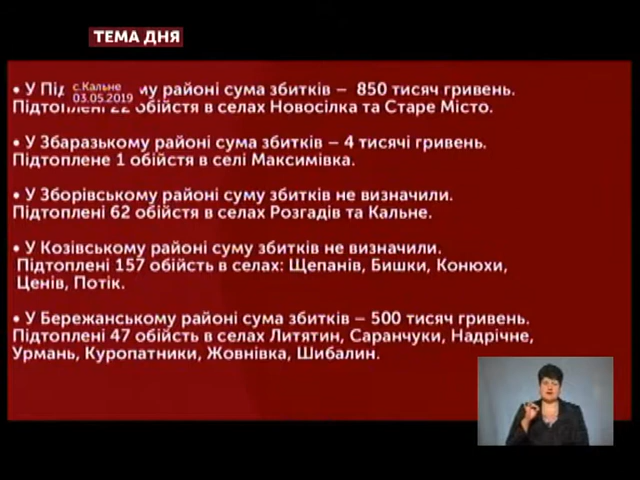 ТЕМА ДНЯ
с.Кальне
03.05.2019
• У Під му районі сума збитків – 850 тисяч гривень.
Підтоплені 22 обійстя в селах Новосілка та Старе Місто.
• У Збаразькому районі сума збитків – 4 тисячі гривень.
Підтоплене 1 обійстя в селі Максимівка.
• У Зборівському районі суму збитків не визначили.
Підтоплені 62 обійстя в селах Розгадів та Кальне.
• У Козівському районі суму збитків не визначили.
Підтоплені 157 обійсть в селах: Щепанів, Бишки, Конюхи,
Ценів, Потік.
• У Бережанському районі сума збитків – 500 тисяч гривень.
Підтоплені 47 обійсть в селах Литятин, Саранчуки, Надрічне,
Урмань, Куропатники, Жовнівка, Шибалин.